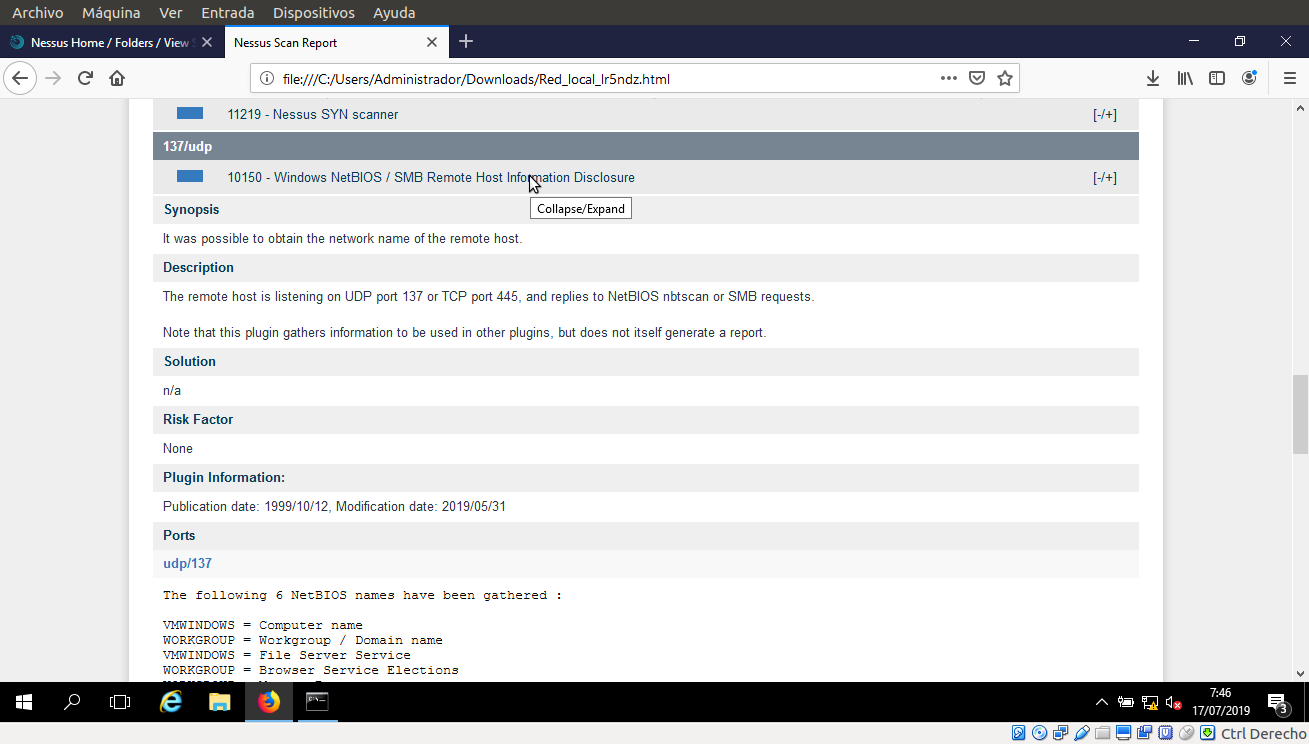 Archivo Máquina Ver Entrada Dispositivos Ayuda
Nessus Home / Folders / View
Nessus Scan Report
file:///C:/Users/Administrador/Downloads/Red_local_lr5ndz.html
11219 - Nessus SYN scanner [-/+]
137/udp
10150 - Windows NetBIOS / SMB Remote Host Information Disclosure [-/+]
Collapse/Expand
Synopsis
It was possible to obtain the network name of the remote host.
Description
The remote host is listening on UDP port 137 or TCP port 445, and replies to NetBIOS nbtscan or SMB requests.
Note that this plugin gathers information to be used in other plugins, but does not itself generate a report.
Solution
n/a
Risk Factor
None
Plugin Information:
Publication date: 1999/10/12, Modification date: 2019/05/31
Ports
udp/137
The following 6 NetBIOS names have been gathered :
VMWINDOWS = Computer name
WORKGROUP = Workgroup / Domain name
VMWINDOWS = File Server Service
WORKGROUP = Browser Service Elections
7:46
17/07/2019
3
Ctrl Derecho